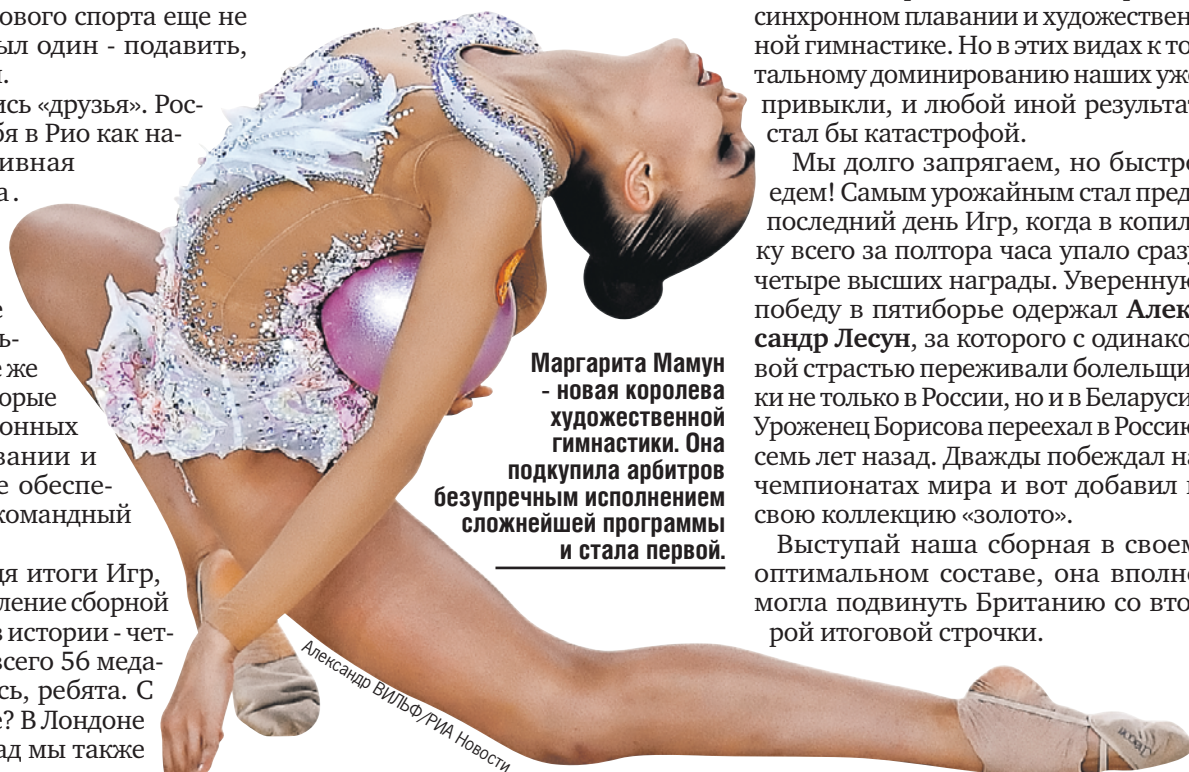 ового спорта еще не
ыл один - подавить,
ись «друзья». Рос-
бя в Рио как на-
ивная
а.
е
ь-
е же
орые
онных
вании и
е обеспе-
командный
дя итоги Игр,
ление сборной
в истории - чет-
всего 56 меда-
сь, ребята. С
е? В Лондоне
ад мы также
Маргарита Мамун
- новая королева
художественной
гимнастики. Она
подкупила арбитров
безупречным исполнением
сложнейшей программы
и стала первой.
Александр ВИЛЬФ/РИА Новости
синхронном плавании и художествен-
ной гимнастике. Но в этих видах к то-
тальному доминированию наших уже
привыкли, и любой иной результат
стал бы катастрофой.
Мы долго запрягаем, но быстро
едем! Самым урожайным стал пред-
последний день Игр, когда в копил-
ку всего за полтора часа упало сразу
четыре высших награды. Уверенную
победу в пятиборье одержал Алек-
сандр Лесун, за которого с одинако-
вой страстью переживали болельщи-
ки не только в России, но и в Беларуси.
Уроженец Борисова переехал в Россию
семь лет назад. Дважды побеждал на
чемпионатах мира и вот добавил в
свою коллекцию «золото».
Выступай наша сборная в своем
оптимальном составе, она вполне
могла подвинуть Британию со вто-
рой итоговой строчки.